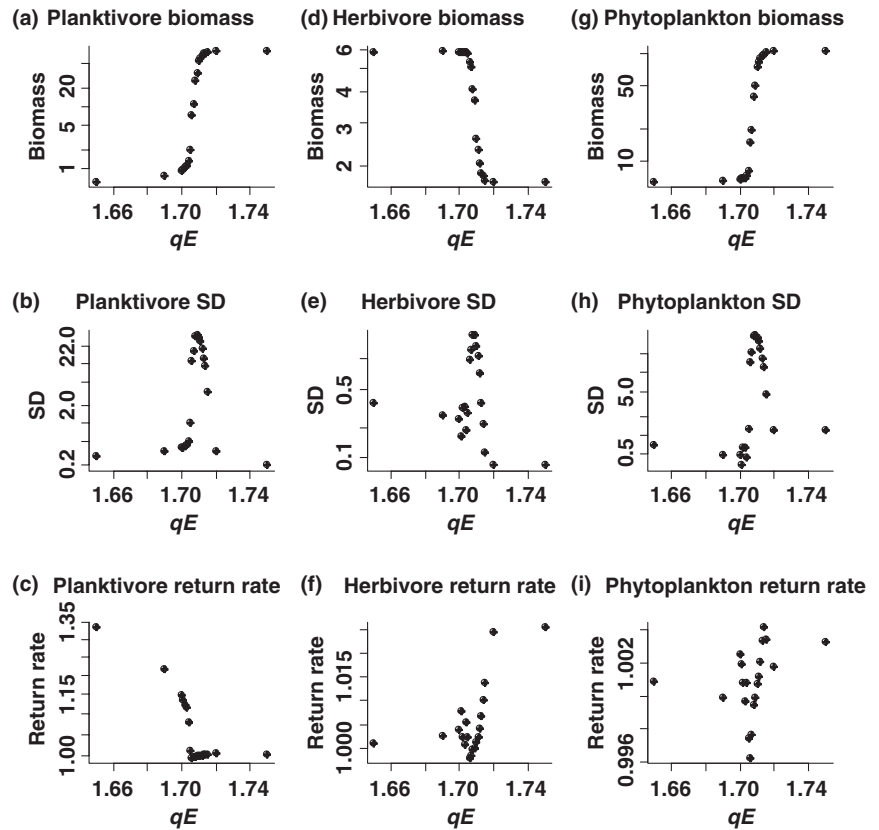 (a) Planktivore biomass
Biomass
20
5
1
1.66 1.70 1.74
qE
(d) Herbivore biomass
Biomass
6
4
3
2
1.66 1.70 1.74
qE
(g) Phytoplankton biomass
Biomass
50
10
1.66 1.70 1.74
qE
(b) Planktivore SD
SD
22.0
2.0
0.2
1.66 1.70 1.74
qE
(e) Herbivore SD
SD
0.5
0.1
1.66 1.70 1.74
qE
(h) Phytoplankton SD
SD
5.0
0.5
1.66 1.70 1.74
qE
(c) Planktivore return rate
Return rate
1.35
1.15
1.00
1.66 1.70 1.74
qE
(f) Herbivore return rate
Return rate
1.015
1.000
1.66 1.70 1.74
qE
(i) Phytoplankton return rate
Return rate
1.002
0.996
1.66 1.70 1.74
qE